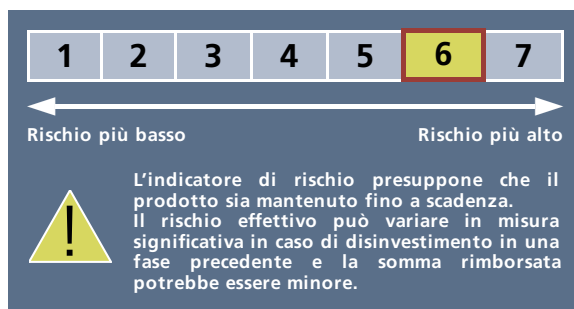 1 2 3 4 5 6 7
Rischio più basso Rischio più alto
L'indicatore di rischio presuppone che il
prodotto sia mantenuto fino a scadenza.
Il rischio effettivo può variare in misura
significativa in caso di disinvestimento in una
fase precedente e la somma rimborsata
potrebbe essere minore.
!